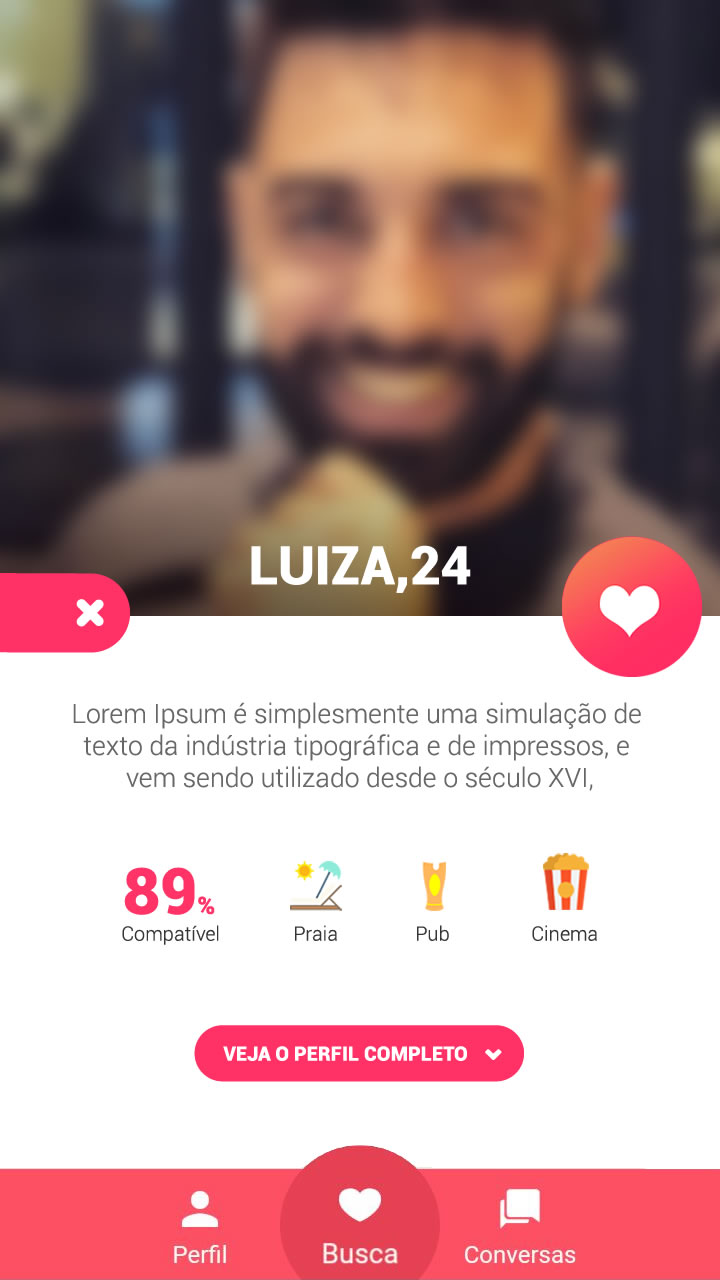 LUIZA,24
Lorem Ipsum é simplesmente uma simulação de
texto da indústria tipográfica e de impressos, e
vem sendo utilizado desde o século XVI,
89%
Compatível
Praia
Pub
Cinema
VEJA O PERFIL COMPLETO
Perfil
Busca
Conversas